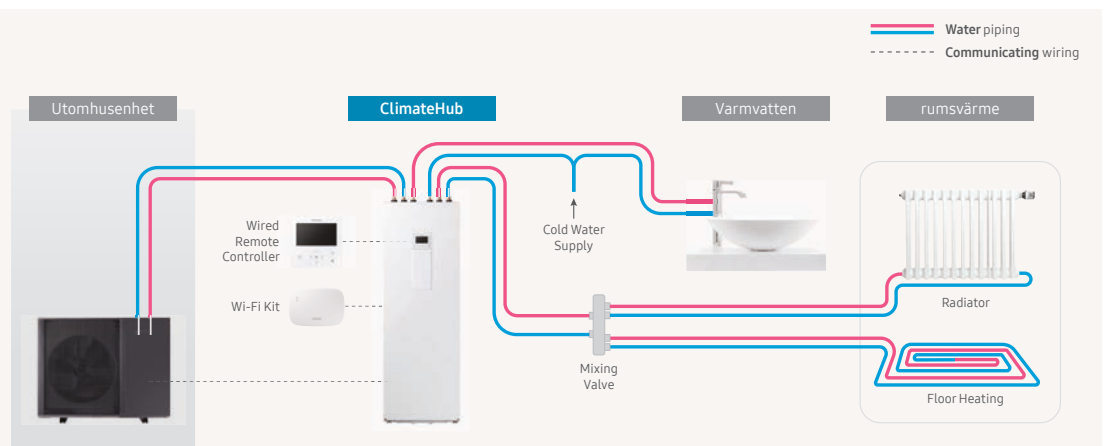 Water piping
Communicating wiring
Utomhusenhet
ClimateHub
Varmvatten
rumsvärme
Wired
Remote
Controller
Wi-Fi Kit
Cold Water
Supply
Mixing
Valve
Radiator
Floor Heating